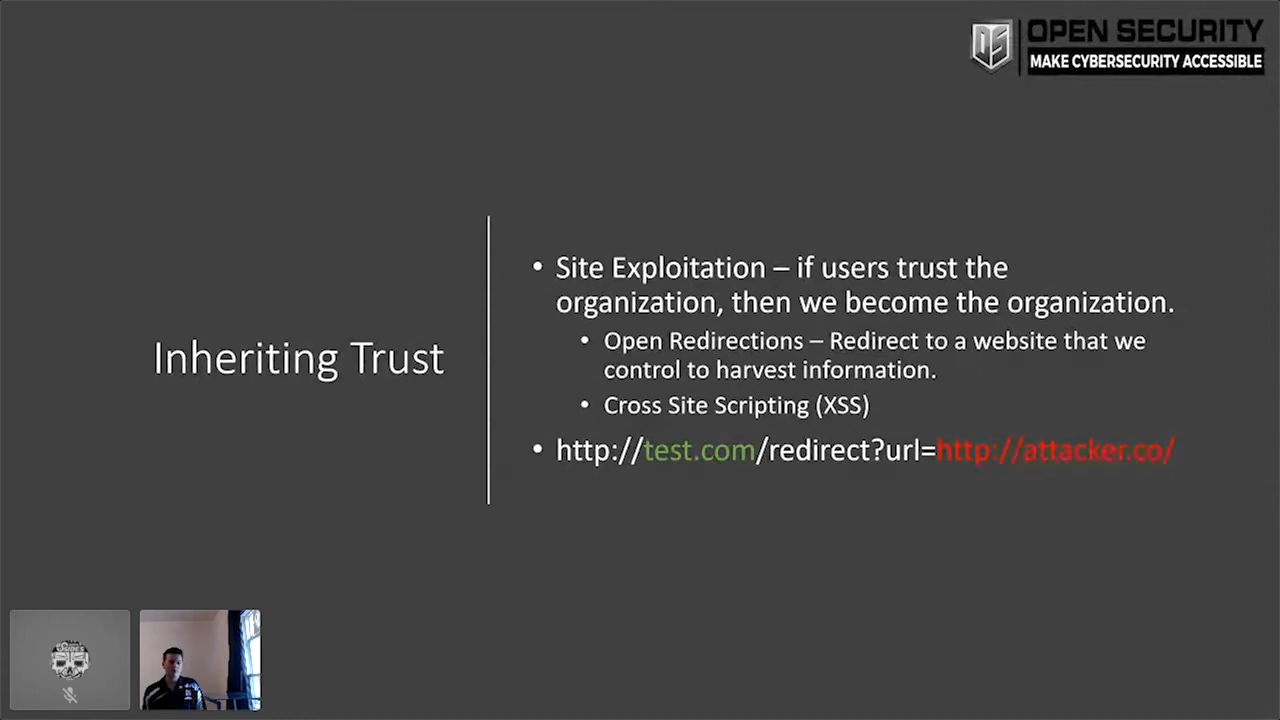 OPEN SECURITY
MAKE CYBERSECURITY ACCESSIBLE
Inheriting Trust
• Site Exploitation – if users trust the
organization, then we become the organization.
• Open Redirections – Redirect to a website that we
control to harvest information.
• Cross Site Scripting (XSS)
• http://test.com/redirect?url=http://attacker.co/